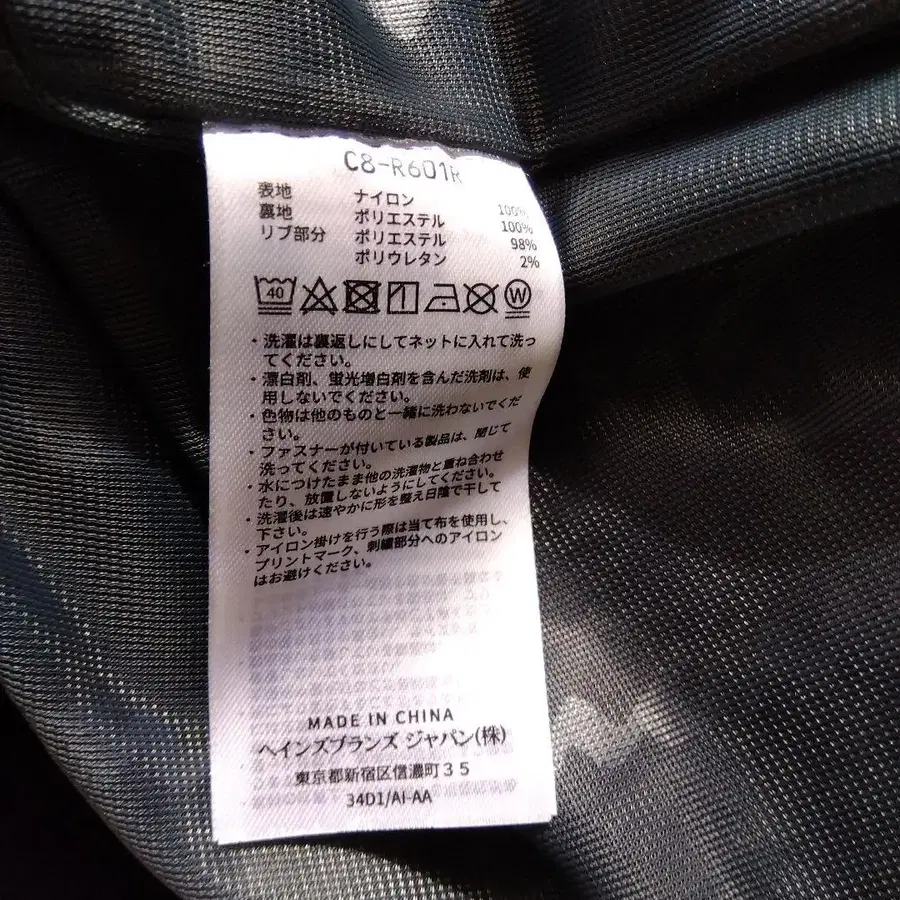 C8-R601R
表地 ナイロン 100%
裏地 ポリエステル 100%
リブ部分 ポリエステル 98%
ポリウレタン 2%
40 W
・洗濯は裏返しにしてネットに入れて洗っ
てください。
・漂白剤、蛍光増白剤を含んだ洗剤は、使
用しないでください。
・色物は他のものと一緒に洗わないでくだ
さい。
・ファスナーが付いている製品は、閉じて
洗ってください。
・水につけたまま他の洗濯物と重ね合わせ
たり、放置しないようにしてください。
・洗濯後は速やかに形を整え日陰で干して
下さい。
・アイロン掛けを行う際は当て布を使用し、
プリントマーク、刺繍部分へのアイロン
はお避けください。
MADE IN CHINA
ヘインズブランズ ジャパン(株)
東京都新宿区信濃町35
34D1/AI-AA